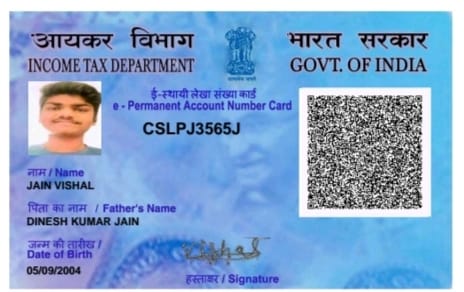 आयकर विभाग
INCOME TAX DEPARTMENT
भारत सरकार
GOVT. OF INDIA
ई-स्थायी लेखा संख्या कार्ड
e - Permanent Account Number Card
CSLPJ3565J
नाम / Name
JAIN VISHAL
पिता का नाम / Father's Name
DINESH KUMAR JAIN
जन्म की तारीख /
Date of Birth
05/09/2004
हस्ताक्षर / Signature